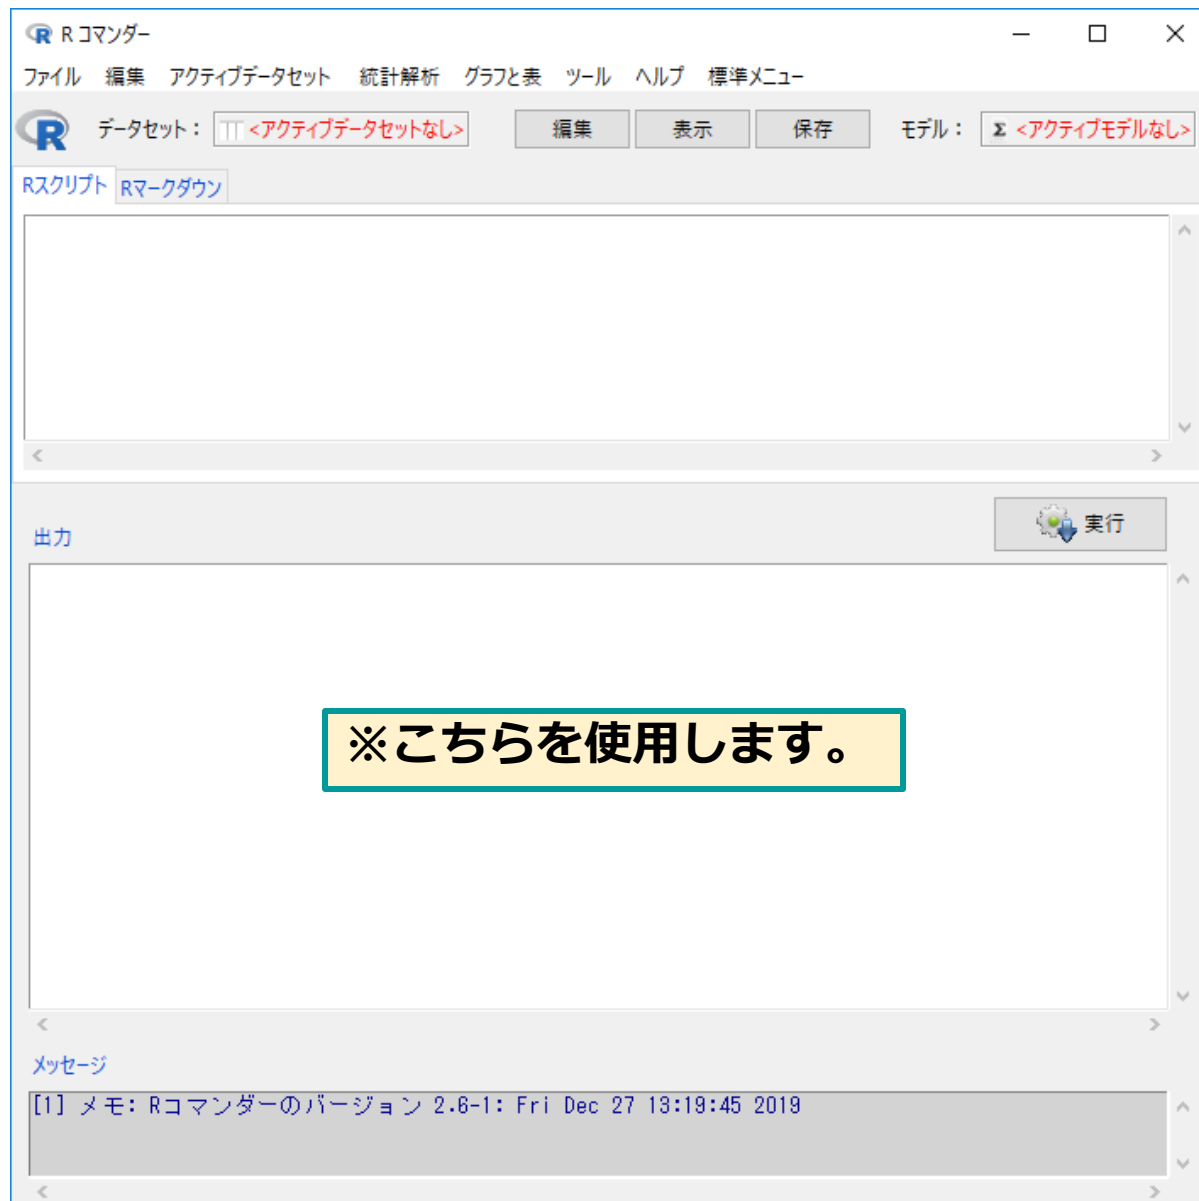 R コマンダー
ファイル 編集 アクティブデータセット 統計解析 グラフと表 ツール ヘルプ 標準メニュー
データセット： <アクティブデータセットなし> 編集 表示 保存 モデル： Σ <アクティブモデルなし>
Rスクリプト Rマークダウン
実行
出力
※こちらを使用します。
メッセージ
[1] メモ: Rコマンダーのバージョン 2.6-1: Fri Dec 27 13:19:45 2019